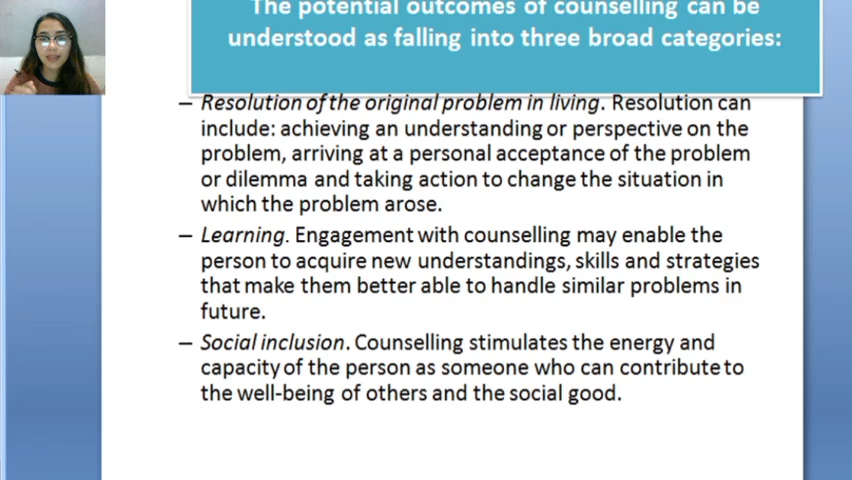 The potential outcomes of counselling can be
understood as falling into three broad categories:
– Resolution of the original problem in living. Resolution can
include: achieving an understanding or perspective on the
problem, arriving at a personal acceptance of the problem
or dilemma and taking action to change the situation in
which the problem arose.
– Learning. Engagement with counselling may enable the
person to acquire new understandings, skills and strategies
that make them better able to handle similar problems in
future.
– Social inclusion. Counselling stimulates the energy and
capacity of the person as someone who can contribute to
the well-being of others and the social good.